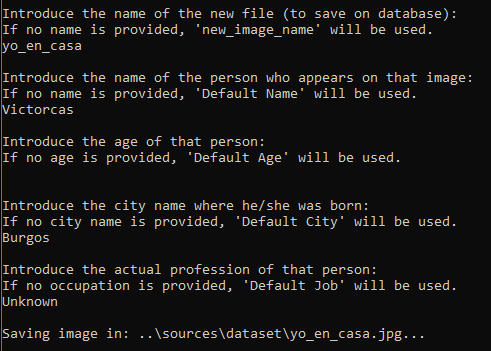 Introduce the name of the new file (to save on database):
If no name is provided, 'new_image_name' will be used.
yo_en_casa
Introduce the name of the person who appears on that image:
If no name is provided, 'Default Name' will be used.
Victorcas
Introduce the age of that person:
If no age is provided, 'Default Age' will be used.
Introduce the city name where he/she was born:
If no city name is provided, 'Default City' will be used.
Burgos
Introduce the actual profession of that person:
If no occupation is provided, 'Default Job' will be used.
Unknown
Saving image in: ..\sources\dataset\yo_en_casa.jpg...